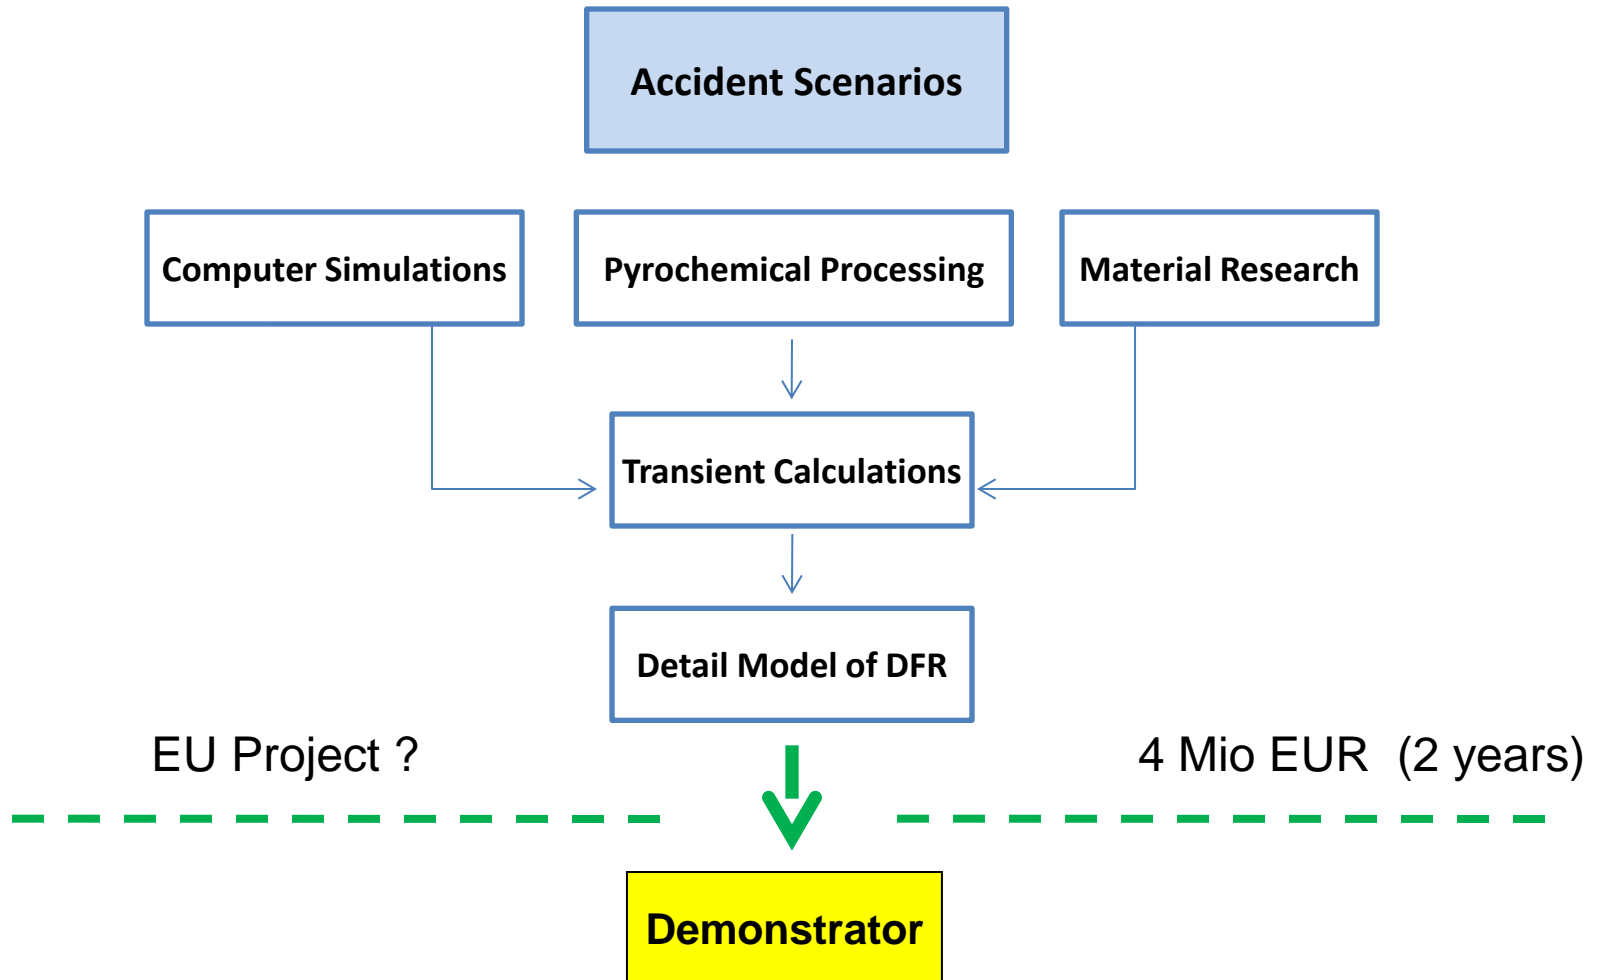 Accident Scenarios
Computer Simulations
Pyrochemical Processing
Material Research
Transient Calculations
Detail Model of DFR
EU Project ?
4 Mio EUR (2 years)
Demonstrator